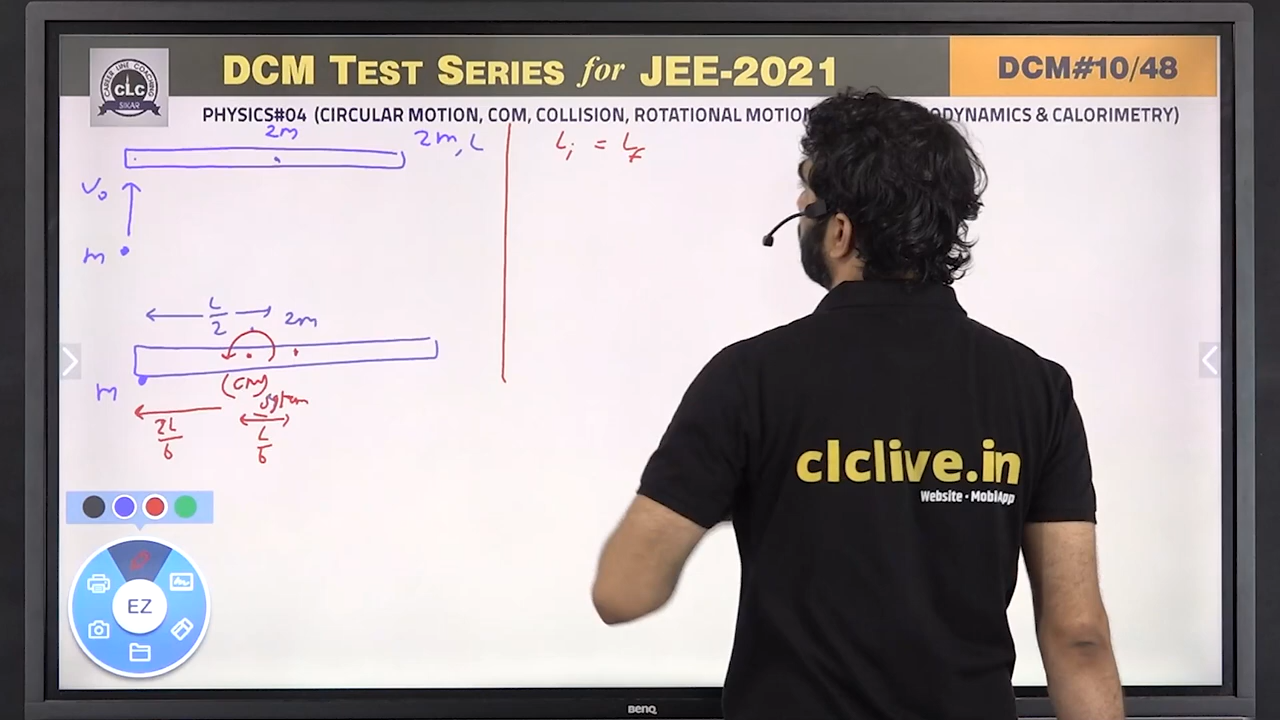 DCM TEST SERIES for JEE-2021
DCM#10/48
CAREER LINE COACHING
CLC
SIKAR
PHYSICS#04 (CIRCULAR MOTION, COM, COLLISION, ROTATIONAL MOTION
ODYNAMICS & CALORIMETRY)
2m
2m, L
Li = Lf
V₀
m
L/2
2m
m
(CM)
system
2L/6
L/6
EZ
clclive.in
Website • MobiApp
BenQ